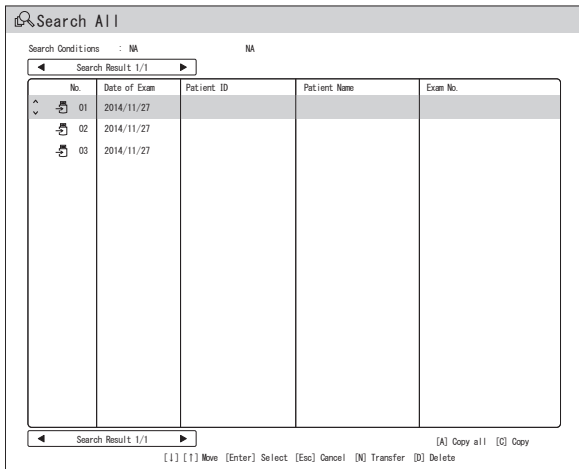 Search All
Search Conditions : NA NA
◀ Search Result 1/1 ▶
No. Date of Exam Patient ID Patient Name Exam No.
01 2014/11/27
02 2014/11/27
03 2014/11/27
◀ Search Result 1/1 ▶
[A] Copy all [C] Copy
[↓] [↑] Move [Enter] Select [Esc] Cancel [N] Transfer [D] Delete